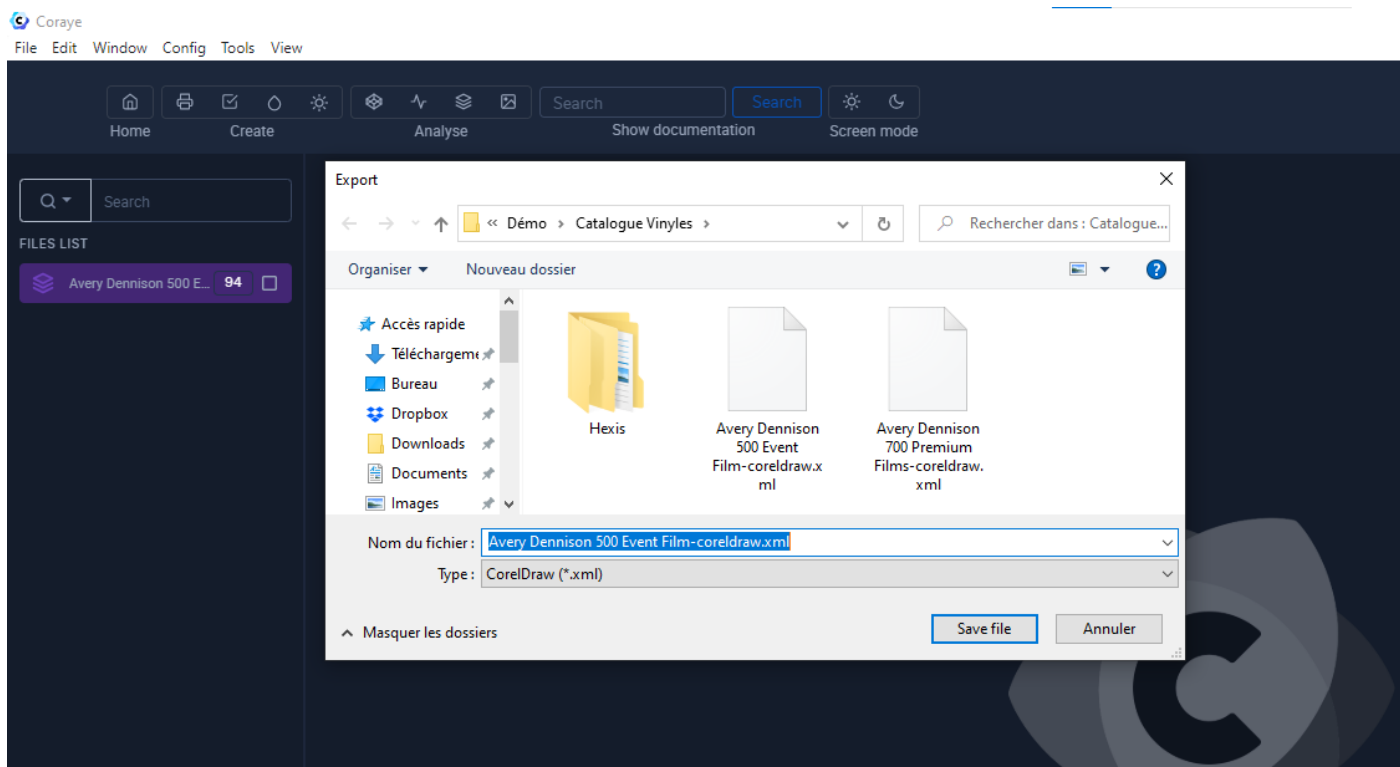 Coraye
File Edit Window Config Tools View
Search Search
Home Create Analyse Show documentation Screen mode
Search
FILES LIST
Avery Dennison 500 E... 94
Export
« Démo > Catalogue Vinyles >
Rechercher dans : Catalogue...
Organiser Nouveau dossier
?
Accès rapide
Téléchargeme
Bureau
Dropbox
Downloads
Documents
Images
Hexis
Avery Dennison
500 Event
Film-coreldraw.x
ml
Avery Dennison
700 Premium
Films-coreldraw.
xml
Nom du fichier : Avery Dennison 500 Event Film-coreldraw.xml
Type : CorelDraw (*.xml)
Masquer les dossiers
Save file Annuler